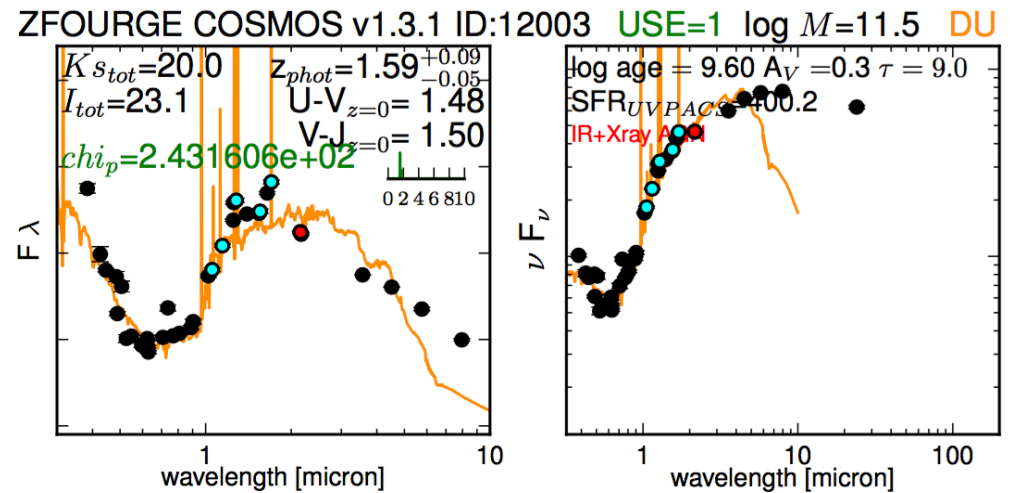 ZFOURGE COSMOS v1.3.1 ID:12003 USE=1 log M=11.5 DU
Ks_tot=20.0 z_phot=1.59 +0.09 −0.05
I_tot=23.1 U-V_z=0= 1.48
V-J_z=0= 1.50
chi_p=2.431606e+02
0 2 4 6 8 10
F λ
1 10
wavelength [micron]
log age = 9.60 A_V =0.3 τ = 9.0
SFR_UVPACS=400.2
IR+Xray AGN
ν F_ν
1 10 100
wavelength [micron]